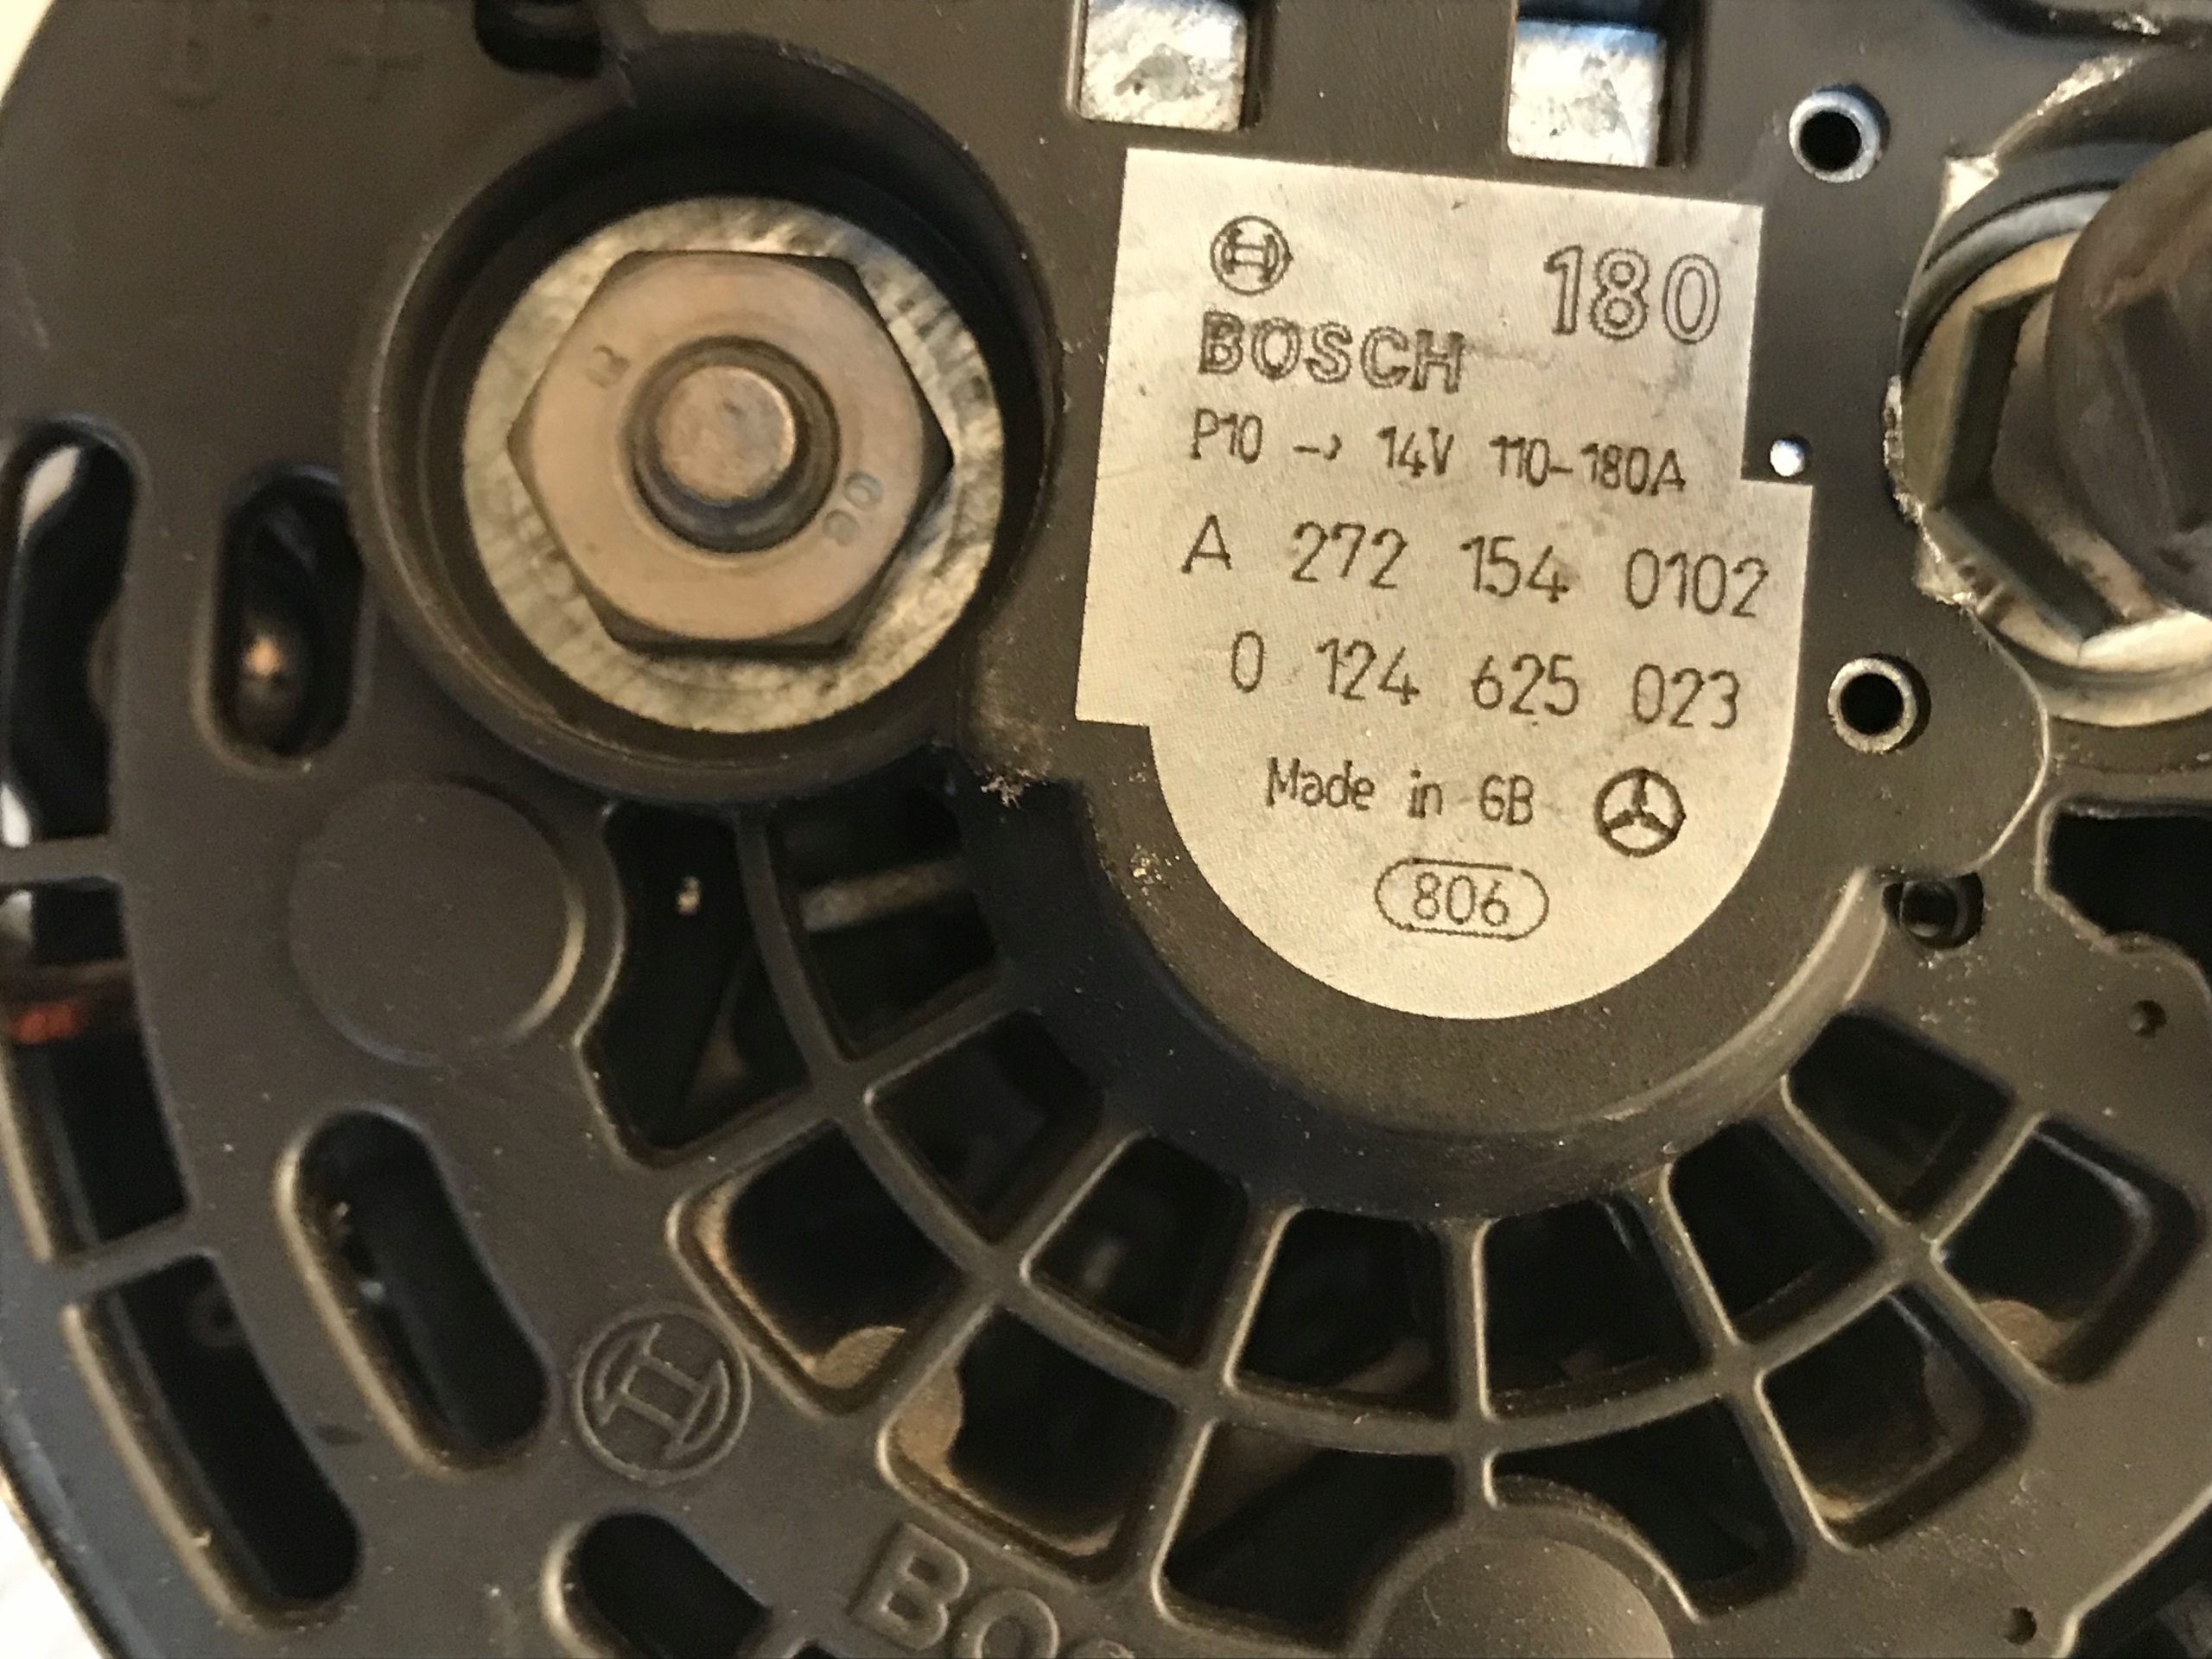 180
BOSCH
P10 -> 14V 110-180A
A 272 154 0102
0 124 625 023
Made in GB
806